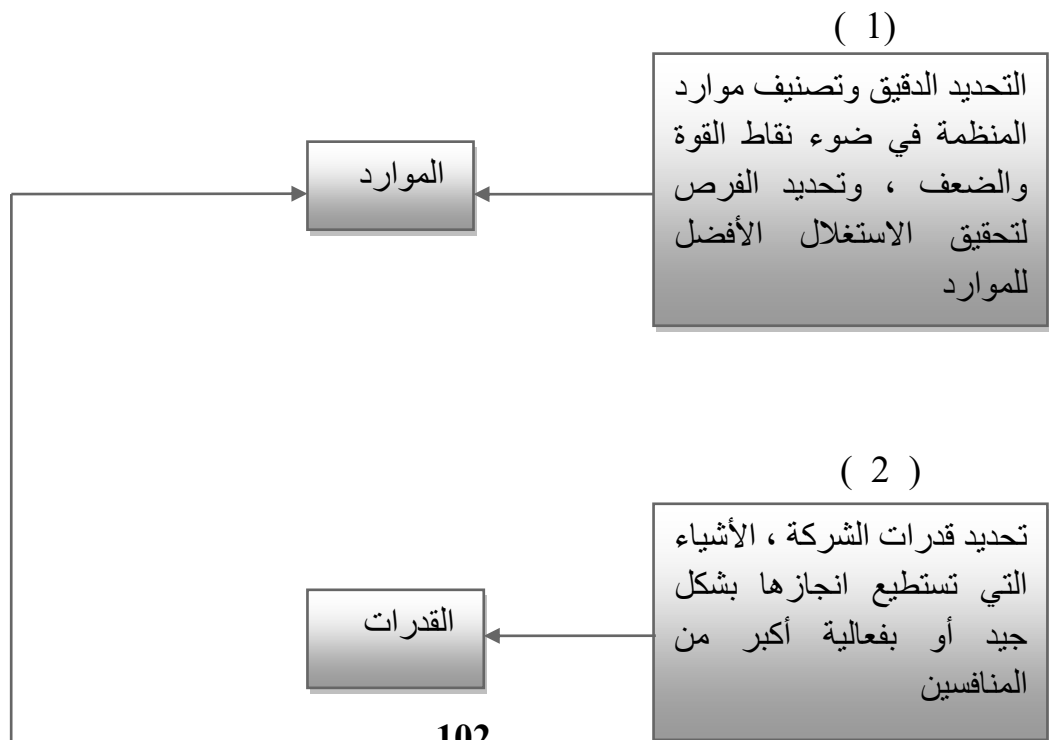 ( 1)
التحديد الدقيق وتصنيف موارد
المنظمة في ضوء نقاط القوة
والضعف ، وتحديد الفرص
لتحقيق الاستغلال الأفضل
للموارد
الموارد
( 2 )
تحديد قدرات الشركة ، الأشياء
التي تستطيع انجازها بشكل
جيد أو بفعالية أكبر من
المنافسين
القدرات
102